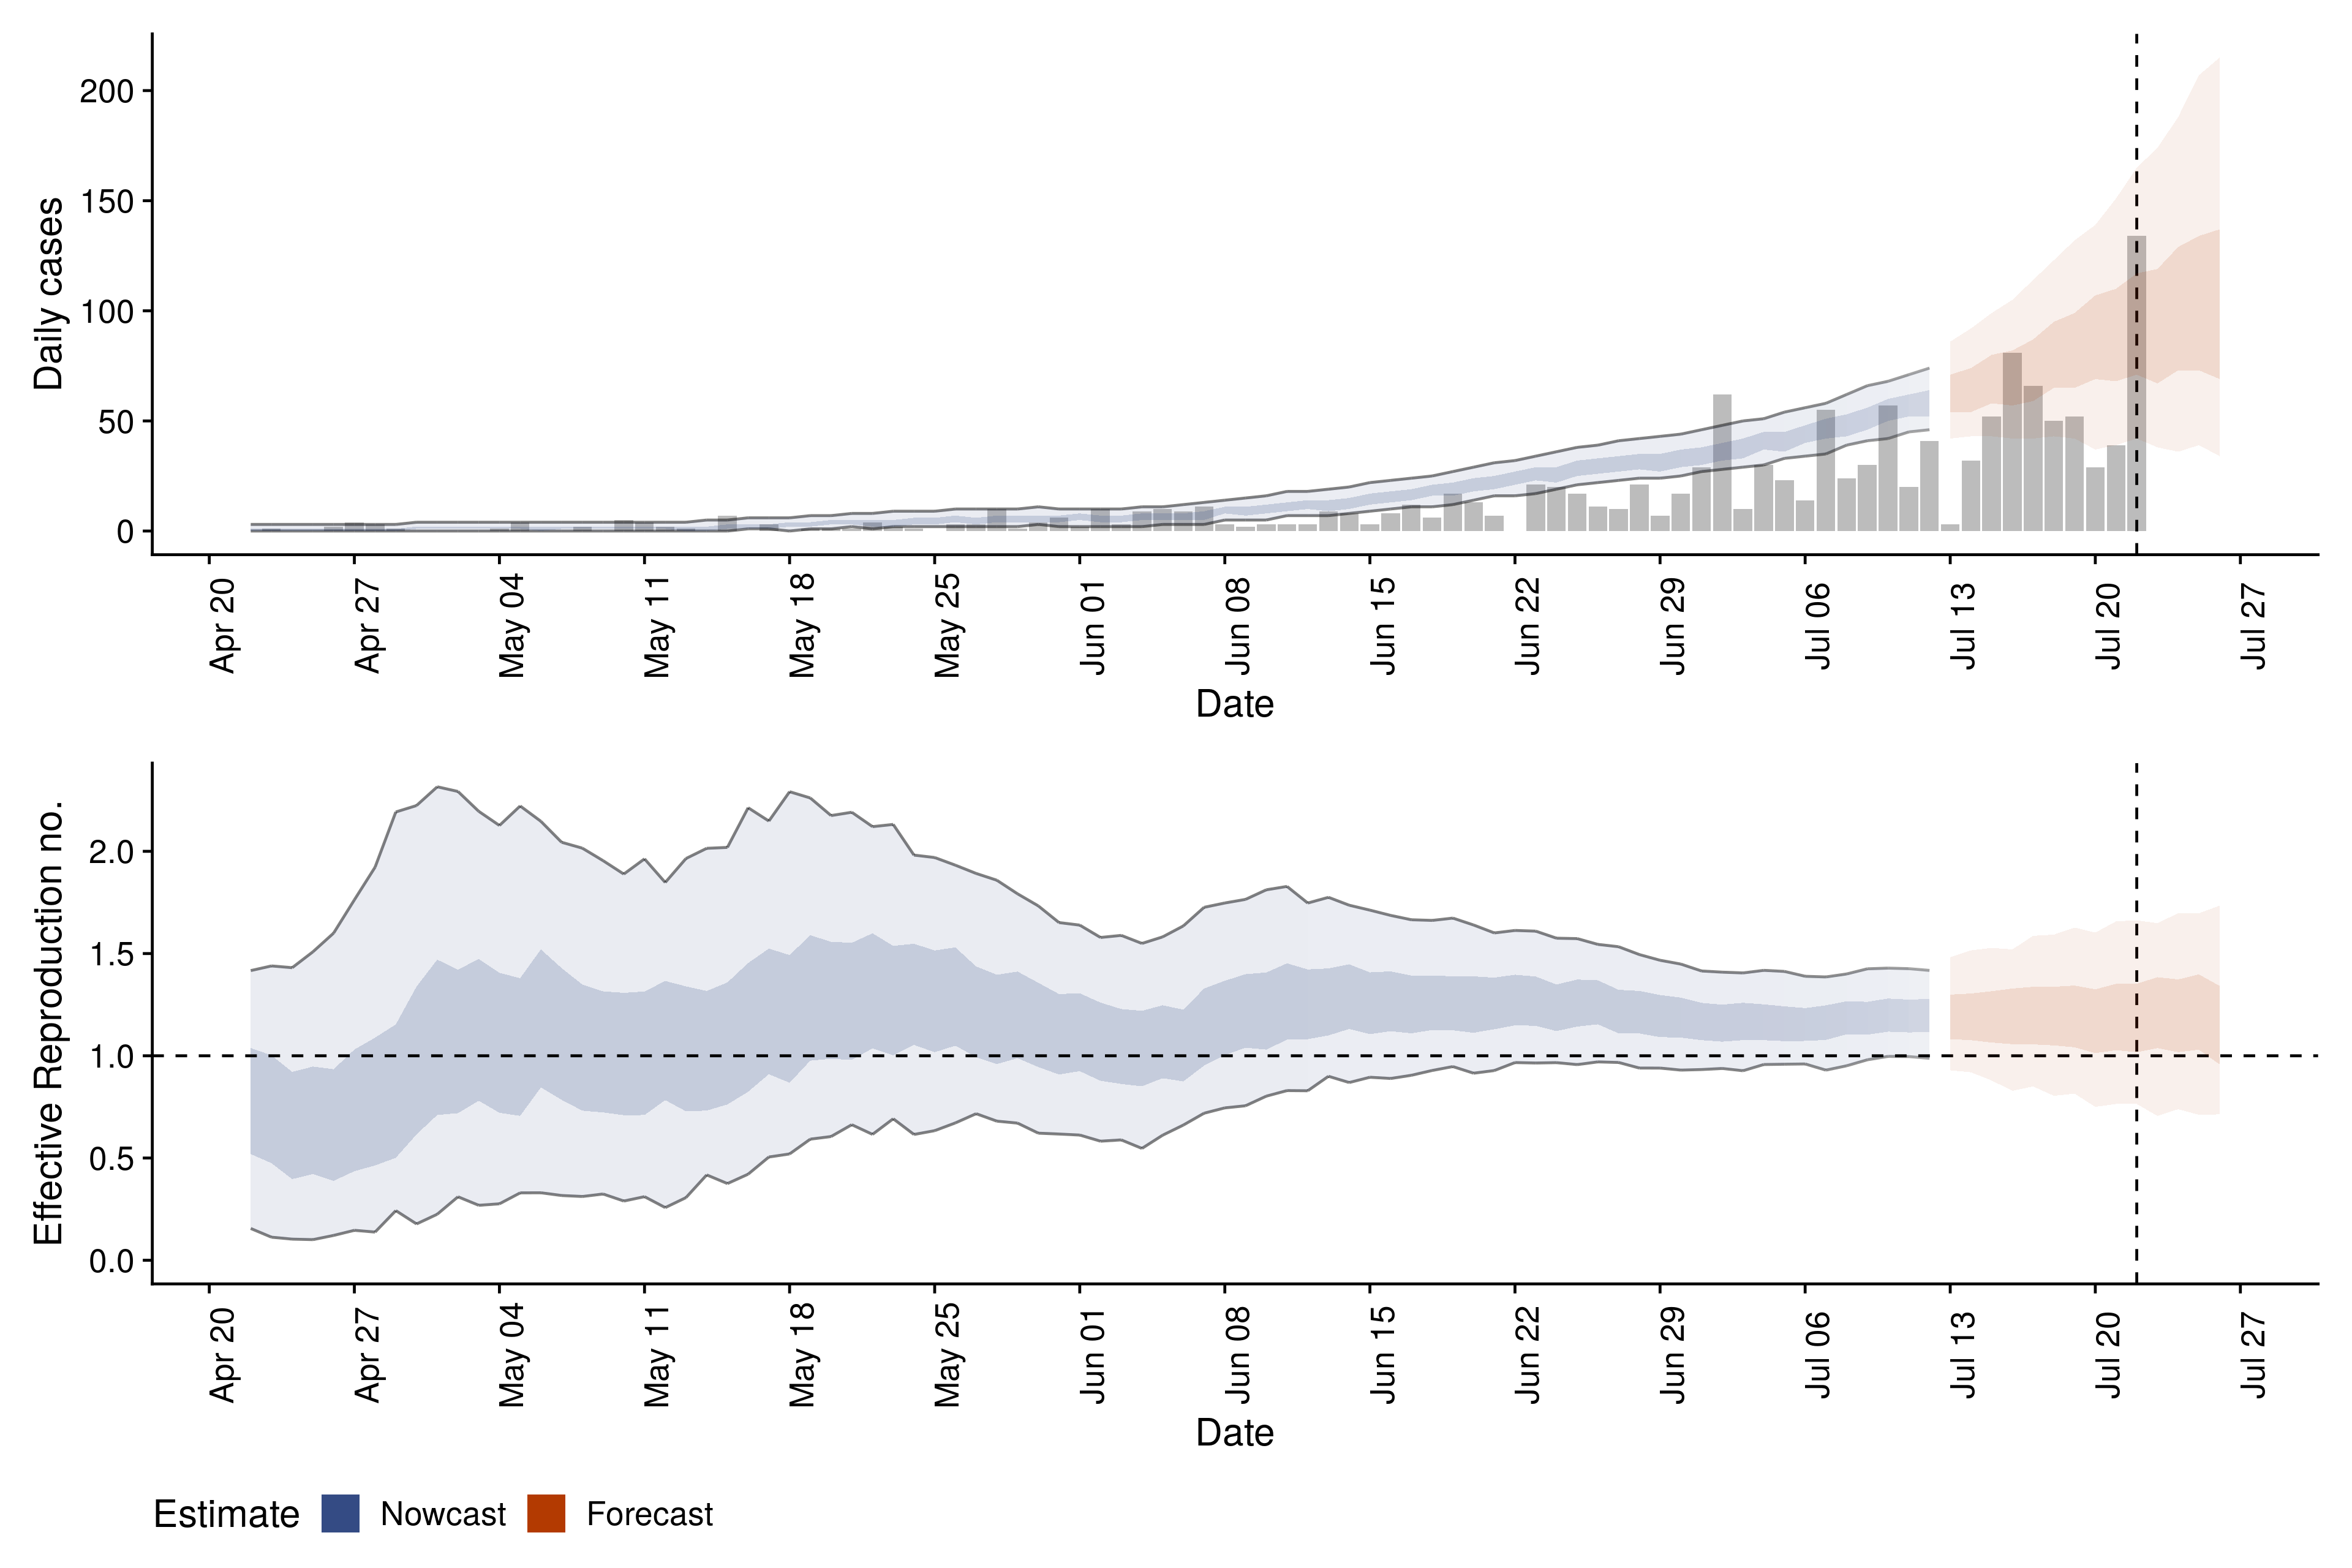 Daily cases
200
150
100
50
0
Apr 20
Apr 27
May 04
May 11
May 18
May 25
Jun 01
Jun 08
Jun 15
Jun 22
Jun 29
Jul 06
Jul 13
Jul 20
Jul 27
Date
Effective Reproduction no.
2.0
1.5
1.0
0.5
0.0
Apr 20
Apr 27
May 04
May 11
May 18
May 25
Jun 01
Jun 08
Jun 15
Jun 22
Jun 29
Jul 06
Jul 13
Jul 20
Jul 27
Date
Estimate Nowcast Forecast